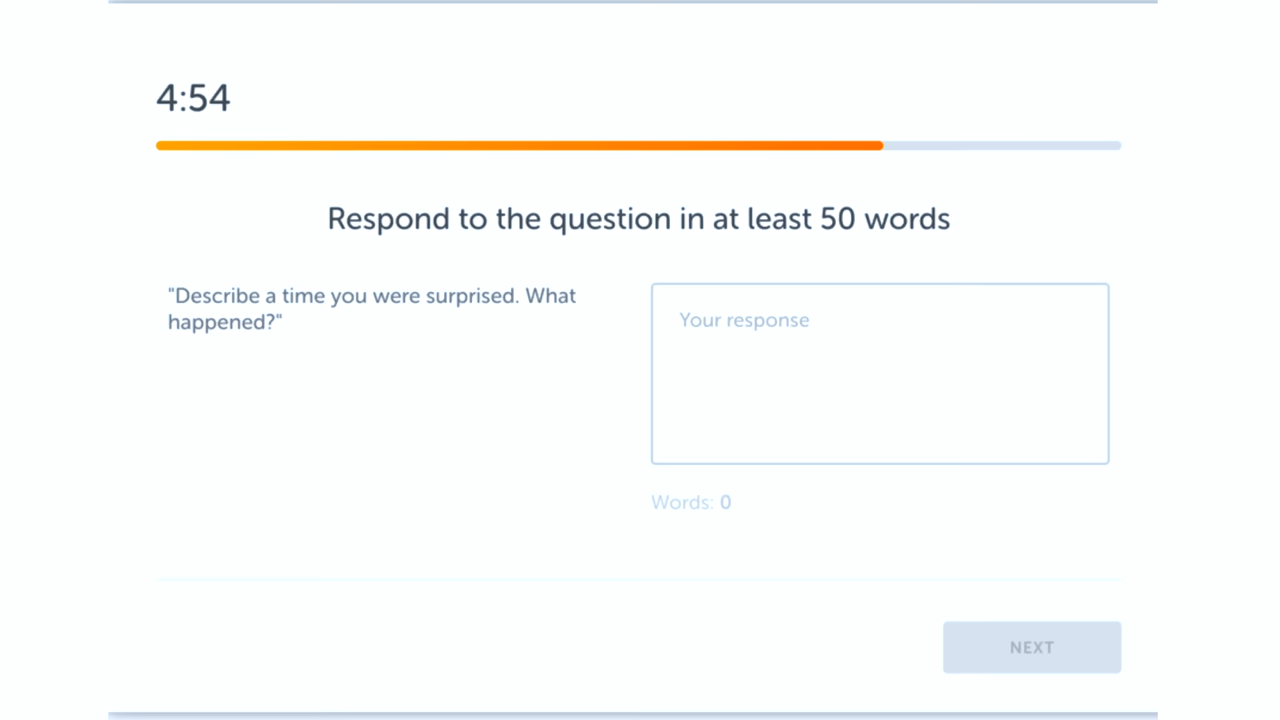 4:54
Respond to the question in at least 50 words
"Describe a time you were surprised. What
happened?"
Your response
Words: 0
NEXT